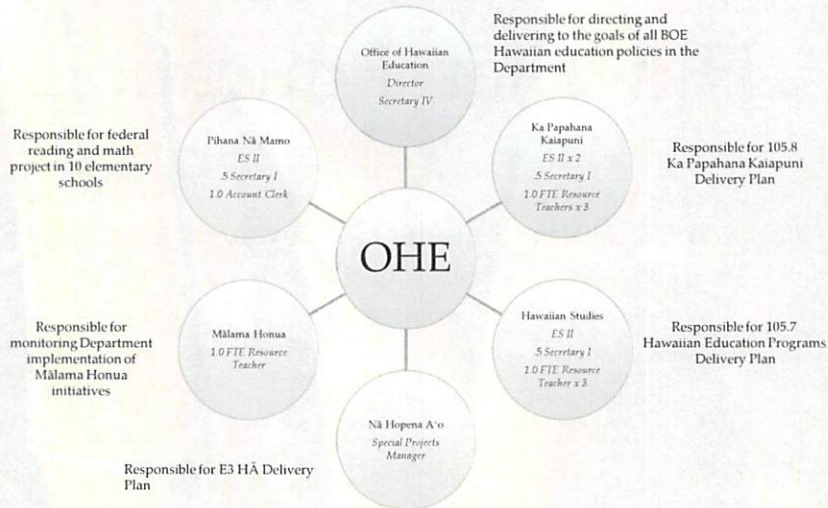 Office of Hawaiian
Education
Director
Secretary IV
Responsible for directing and
delivering to the goals of all BOE
Hawaiian education policies in the
Department
Ka Papahana
Kaiapuni
ES II x 2
.5 Secretary I
1.0 FTE Resource
Teachers x 3
Responsible for 105.8
Ka Papahana Kaiapuni
Delivery Plan
Hawaiian Studies
ES II
.5 Secretary I
1.0 FTE Resource
Teacher x 3
Responsible for 105.7
Hawaiian Education Programs
Delivery Plan
Nā Hopena Aʻo
Special Projects
Manager
Responsible for E3 HĀ Delivery
Plan
Mālama Honua
1.0 FTE Resource
Teacher
Responsible for
monitoring Department
implementation of
Mālama Honua
initiatives
Pihana Nā Mamo
ES II
.5 Secretary I
1.0 Account Clerk
Responsible for federal
reading and math
project in 10 elementary
schools
OHE